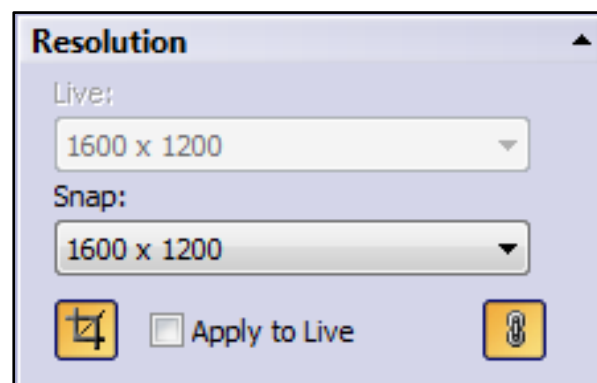 Resolution
Live:
1600 x 1200
Snap:
1600 x 1200
Apply to Live